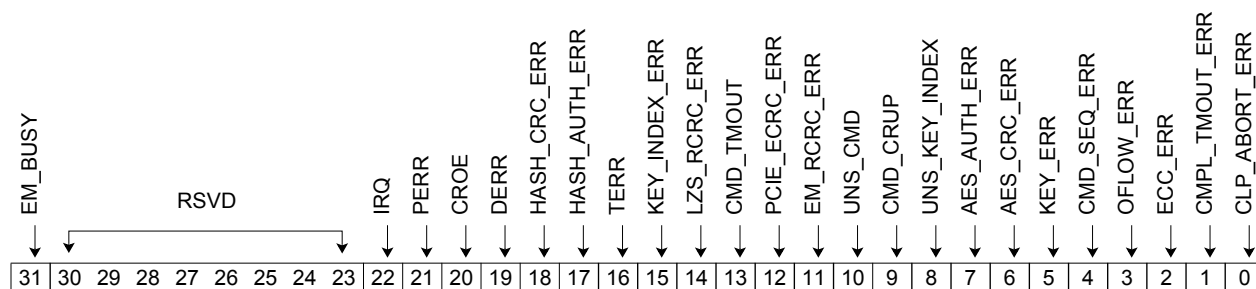 EM_BUSY
RSVD
IRQ
PERR
CROE
DERR
HASH_CRC_ERR
HASH_AUTH_ERR
TERR
KEY_INDEX_ERR
LZS_RCRC_ERR
CMD_TMOUT
PCIE_ECRC_ERR
EM_RCRC_ERR
UNS_CMD
CMD_CRUP
UNS_KEY_INDEX
AES_AUTH_ERR
AES_CRC_ERR
KEY_ERR
CMD_SEQ_ERR
OFLOW_ERR
ECC_ERR
CMPL_TMOUT_ERR
CLP_ABORT_ERR
31 30 29 28 27 26 25 24 23 22 21 20 19 18 17 16 15 14 13 12 11 10 9 8 7 6 5 4 3 2 1 0